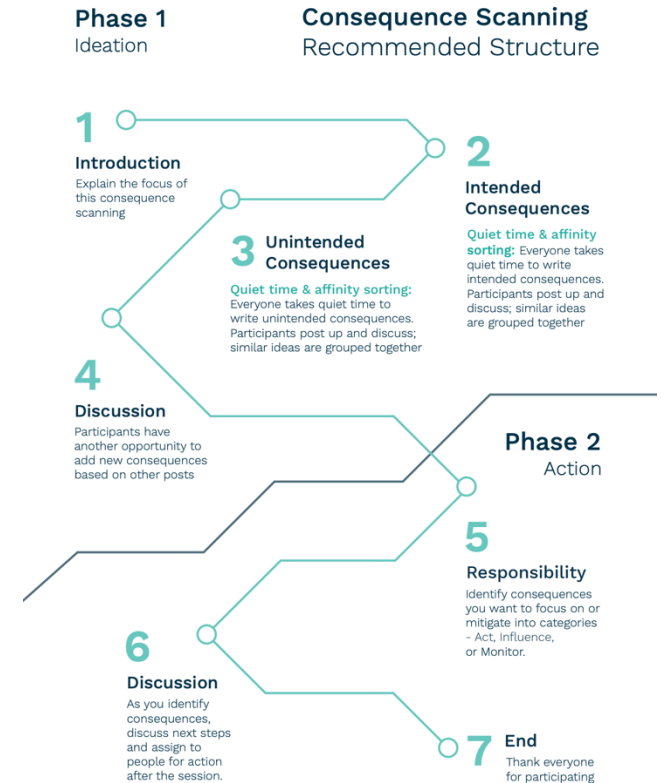 Phase 1
Ideation
Consequence Scanning
Recommended Structure
1
Introduction
Explain the focus of
this consequence
scanning
2
Intended
Consequences
Quiet time & affinity
sorting: Everyone takes
quiet time to write
intended consequences.
Participants post up and
discuss; similar ideas
are grouped together
3
Unintended
Consequences
Quiet time & affinity sorting:
Everyone takes quiet time to
write unintended consequences.
Participants post up and discuss;
similar ideas are grouped together
4
Discussion
Participants have
another opportunity to
add new consequences
based on other posts
Phase 2
Action
5
Responsibility
Identify consequences
you want to focus on or
mitigate into categories
- Act, Influence,
or Monitor.
6
Discussion
As you identify
consequences,
discuss next steps
and assign to
people for action
after the session.
7
End
Thank everyone
for participating